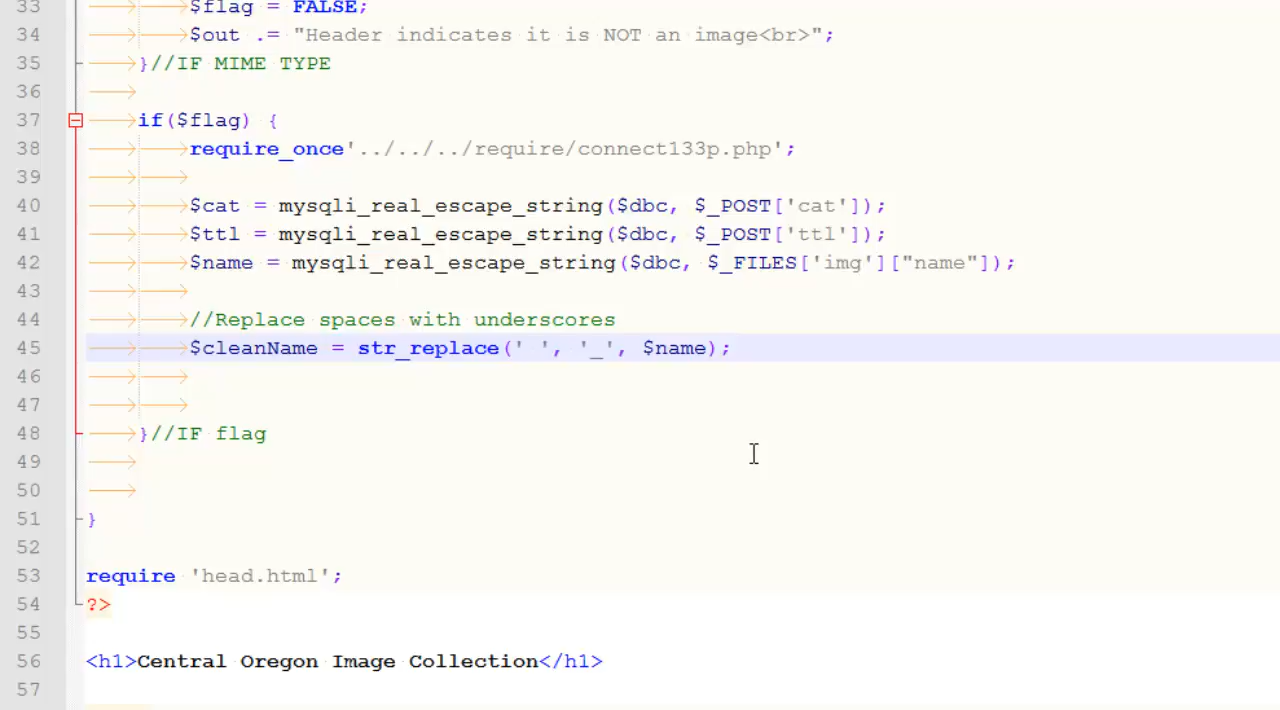 33 $flag = FALSE;
34 $out .= "Header indicates it is NOT an image<br>";
35 }//IF MIME TYPE
36
37 if($flag) {
38 require_once'../../../require/connect133p.php';
39
40 $cat = mysqli_real_escape_string($dbc, $_POST['cat']);
41 $ttl = mysqli_real_escape_string($dbc, $_POST['ttl']);
42 $name = mysqli_real_escape_string($dbc, $_FILES['img']["name"]);
43
44 //Replace spaces with underscores
45 $cleanName = str_replace(' ', '_', $name);
46
47
48 }//IF flag
49
50
51 }
52
53 require 'head.html';
54 ?>
55
56 <h1>Central Oregon Image Collection</h1>
57